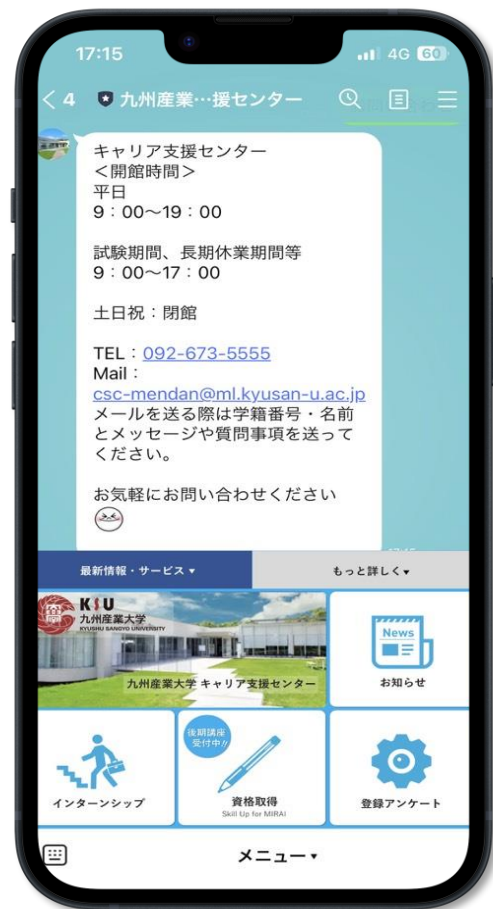 17:15
4G 60
4 九州産業…援センター
キャリア支援センター
<開館時間>
平日
9：00～19：00
試験期間、長期休業期間等
9：00～17：00
土日祝：閉館
TEL：092-673-5555
Mail：
csc-mendan@ml.kyusan-u.ac.jp
メールを送る際は学籍番号・名前
とメッセージや質問事項を送って
ください。
お気軽にお問い合わせください
最新情報・サービス▼
もっと詳しく▼
KSU
九州産業大学
KYUSHU SANGYO UNIVERSITY
九州産業大学 キャリア支援センター
News
お知らせ
インターンシップ
後期講座
受付中!!
資格取得
Skill Up for MIRAI
登録アンケート
メニュー▼